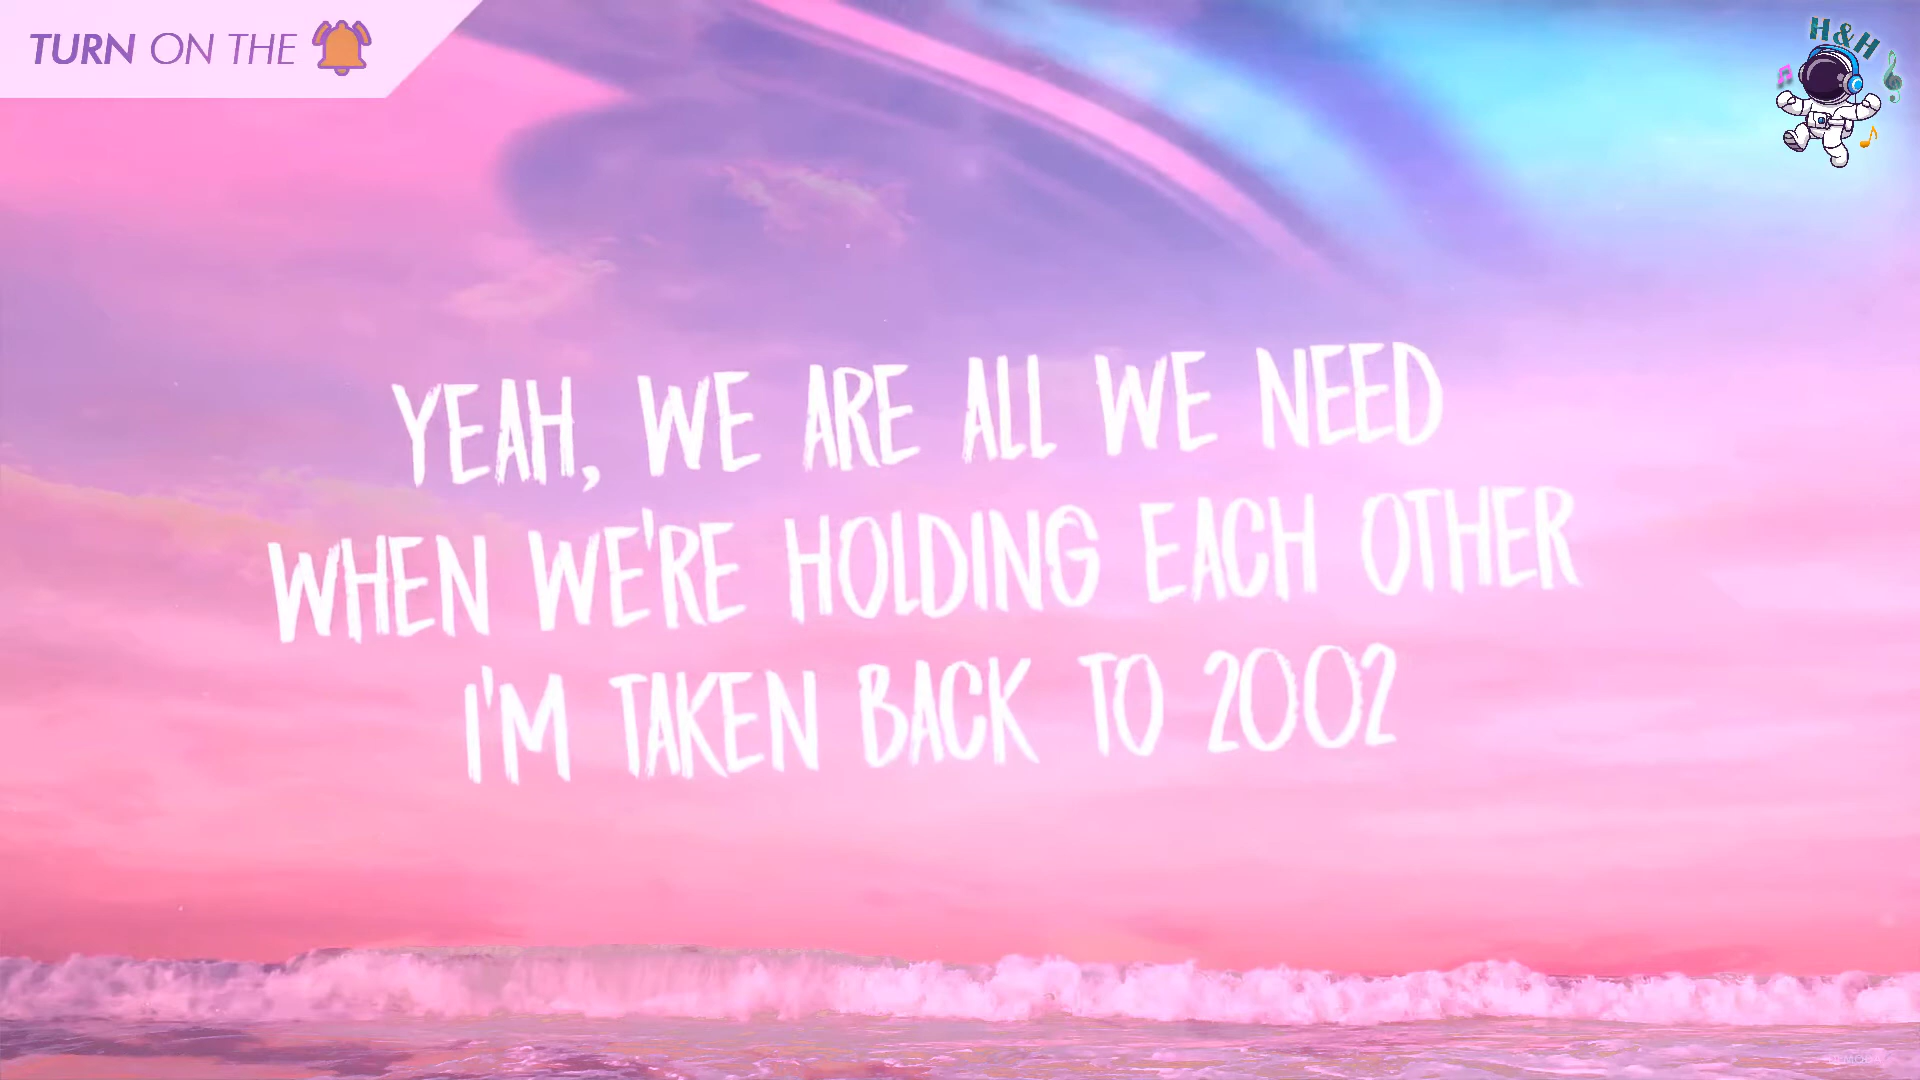 TURN ON THE
H&H
YEAH, WE ARE ALL WE NEED
WHEN WE'RE HOLDING EACH OTHER
I'M TAKEN BACK TO 2002